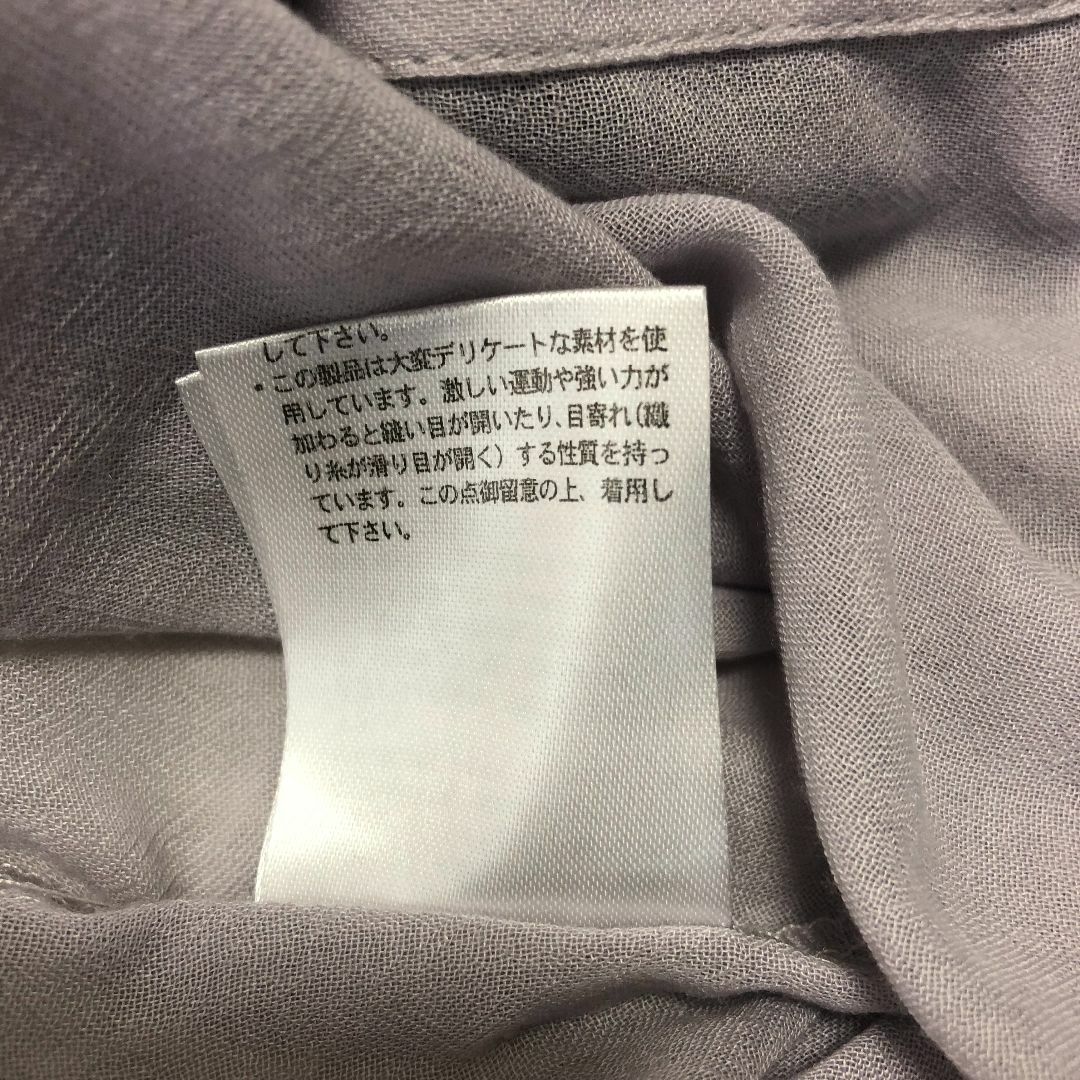 して下さい。
・この製品は大変デリケートな素材を使
用しています。激しい運動や強い力が
加わると縫い目が開いたり、目寄れ（織
り糸が滑り目が開く）する性質を持っ
ています。この点御留意の上、着用し
て下さい。